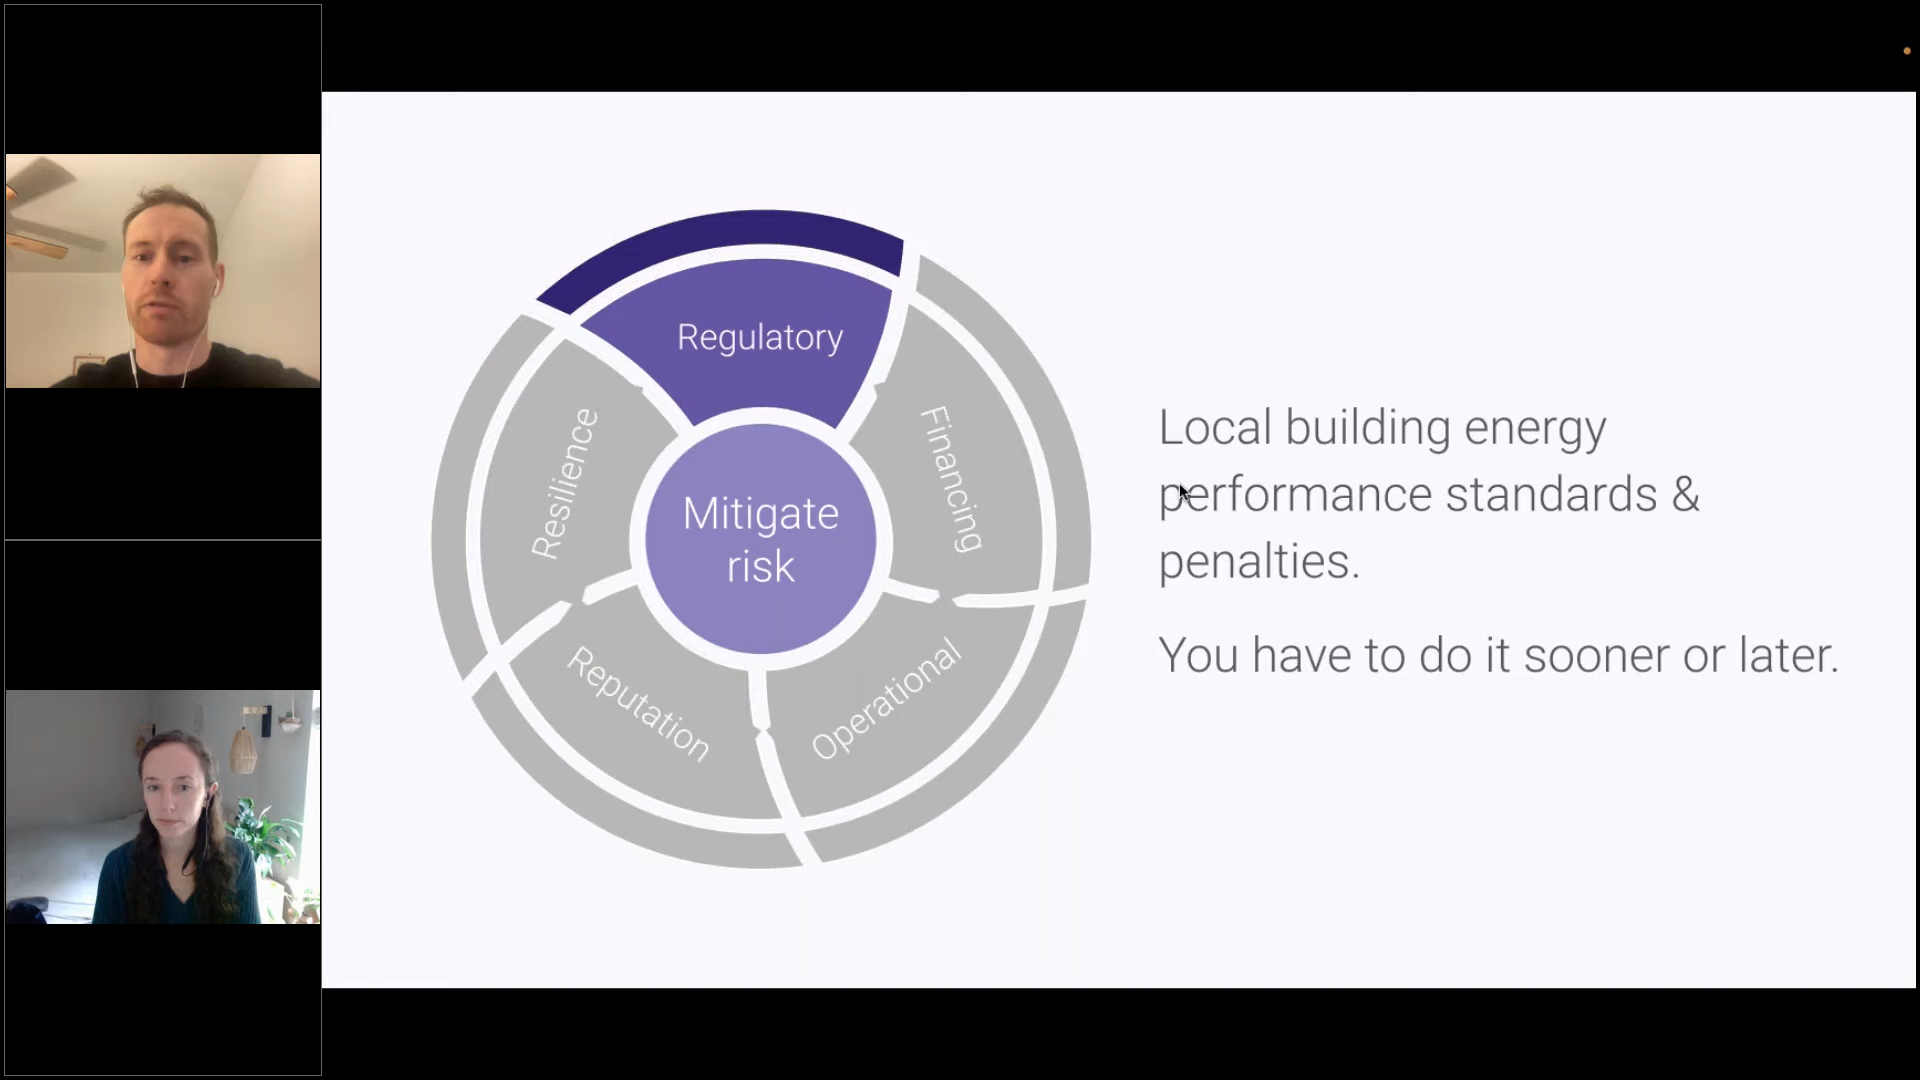 Regulatory
Financing
Operational
Reputation
Resilience
Mitigate
risk
Local building energy
performance standards &
penalties.
You have to do it sooner or later.